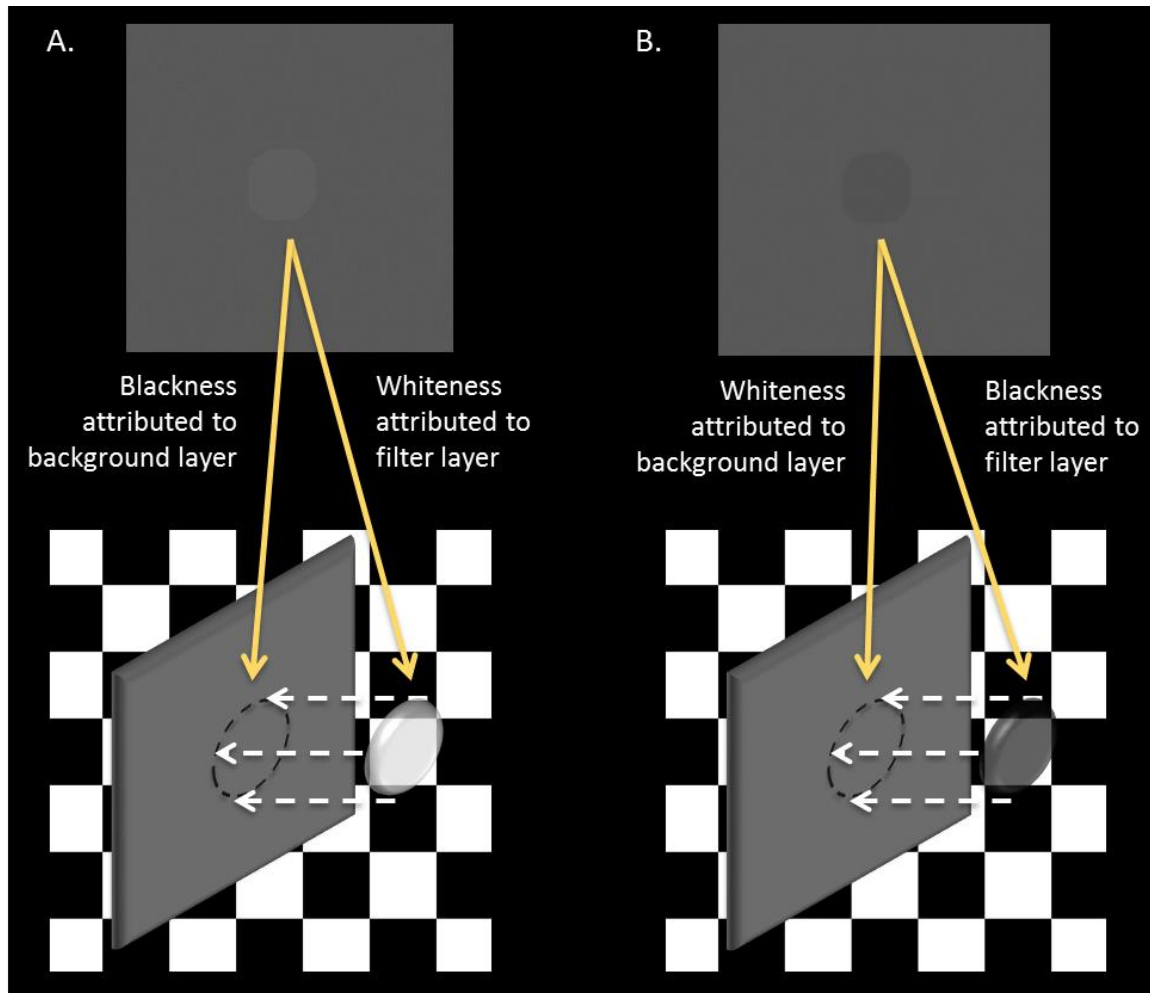 A.
Blackness
attributed to
background layer
Whiteness
attributed to
filter layer
B.
Whiteness
attributed to
background layer
Blackness
attributed to
filter layer